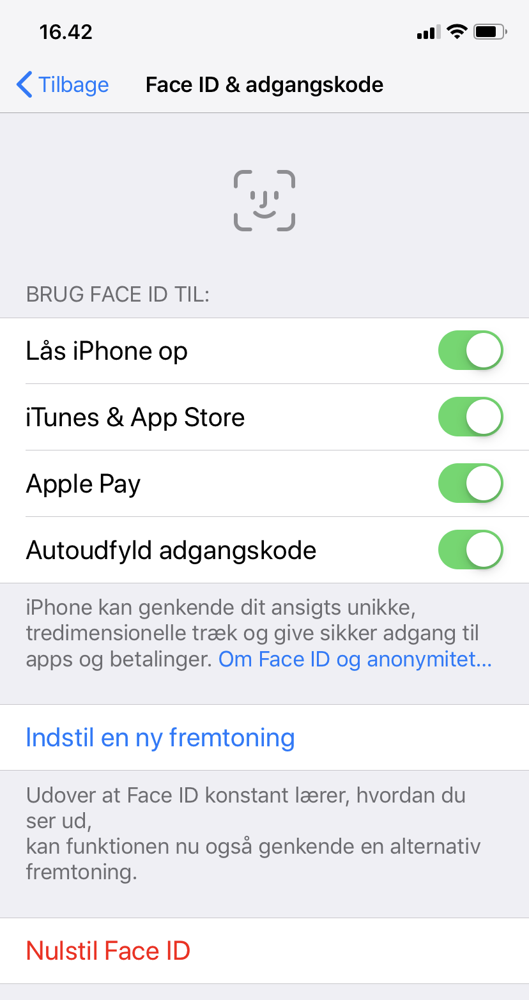 16.42
Tilbage
Face ID & adgangskode
BRUG FACE ID TIL:
Lås iPhone op
iTunes & App Store
Apple Pay
Autoudfyld adgangskode
iPhone kan genkende dit ansigts unikke,
tredimensionelle træk og give sikker adgang til
apps og betalinger. Om Face ID og anonymitet...
Indstil en ny fremtoning
Udover at Face ID konstant lærer, hvordan du
ser ud,
kan funktionen nu også genkende en alternativ
fremtoning.
Nulstil Face ID